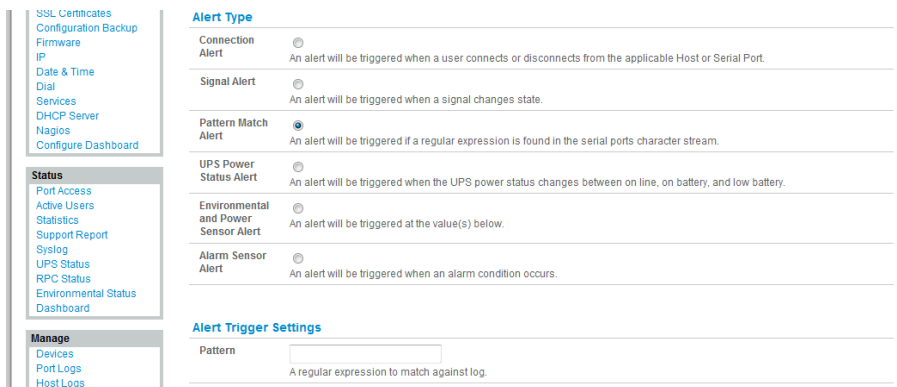 SSL Certificates
Configuration Backup
Firmware
IP
Date & Time
Dial
Services
DHCP Server
Nagios
Configure Dashboard
Status
Port Access
Active Users
Statistics
Support Report
Syslog
UPS Status
RPC Status
Environmental Status
Dashboard
Manage
Devices
Port Logs
Host Logs
Alert Type
Connection
Alert
An alert will be triggered when a user connects or disconnects from the applicable Host or Serial Port.
Signal Alert
An alert will be triggered when a signal changes state.
Pattern Match
Alert
An alert will be triggered if a regular expression is found in the serial ports character stream.
UPS Power
Status Alert
An alert will be triggered when the UPS power status changes between on line, on battery, and low battery.
Environmental
and Power
Sensor Alert
An alert will be triggered at the value(s) below.
Alarm Sensor
Alert
An alert will be triggered when an alarm condition occurs.
Alert Trigger Settings
Pattern
A regular expression to match against log.